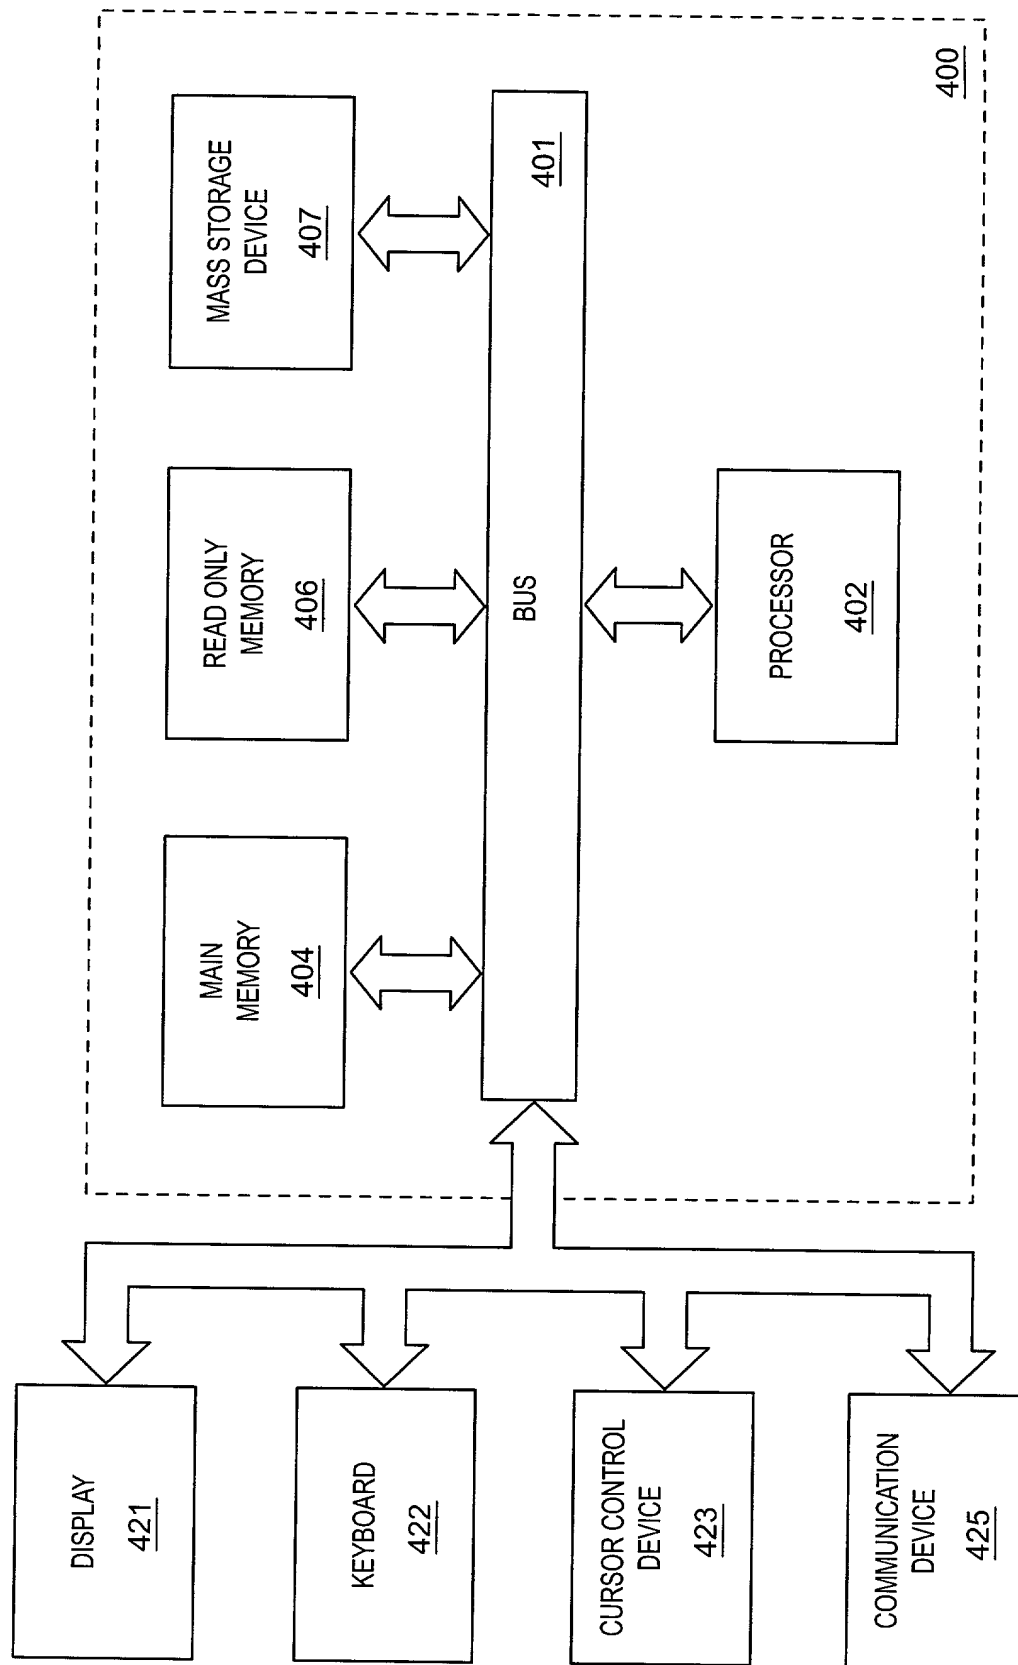 DISPLAY
421
KEYBOARD
422
CURSOR CONTROL
DEVICE
423
COMMUNICATION
DEVICE
425
MAIN
MEMORY
404
READ ONLY
MEMORY
406
MASS STORAGE
DEVICE
407
BUS
401
PROCESSOR
402
400